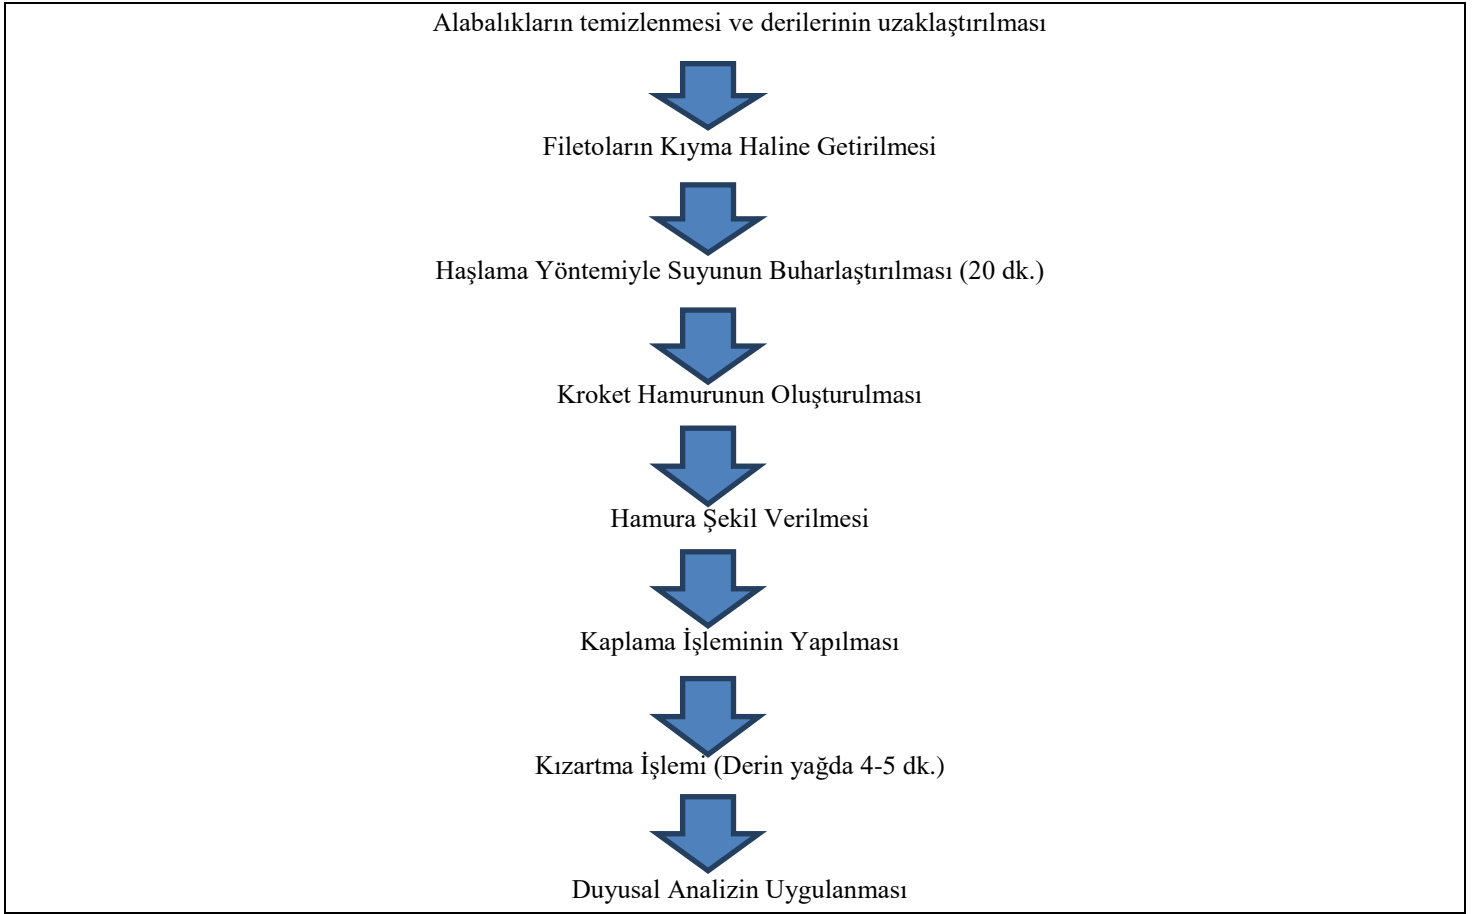 Alabalıkların temizlenmesi ve derilerinin uzaklaştırılması
Filetoların Kıyma Haline Getirilmesi
Haşlama Yöntemiyle Suyunun Buharlaştırılması (20 dk.)
Kroket Hamurunun Oluşturulması
Hamura Şekil Verilmesi
Kaplama İşleminin Yapılması
Kızartma İşlemi (Derin yağda 4-5 dk.)
Duyusal Analizin Uygulanması